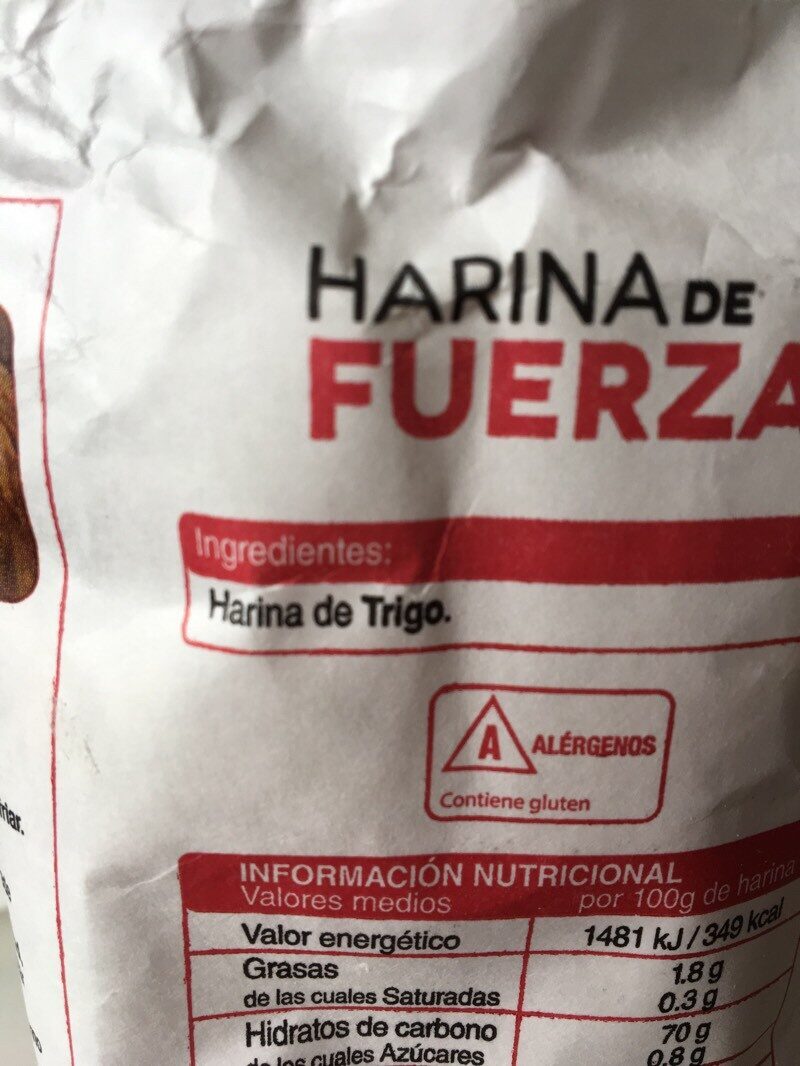 HARINA DE
FUERZA
Ingredientes:
Harina de Trigo.
A ALÉRGENOS
Contiene gluten
INFORMACIÓN NUTRICIONAL
Valores medios por 100g de harina
Valor energético 1481 kJ / 349 kcal
Grasas 1.8 g
de las cuales Saturadas 0.3 g
Hidratos de carbono 70 g
de los cuales Azúcares 0.8 g